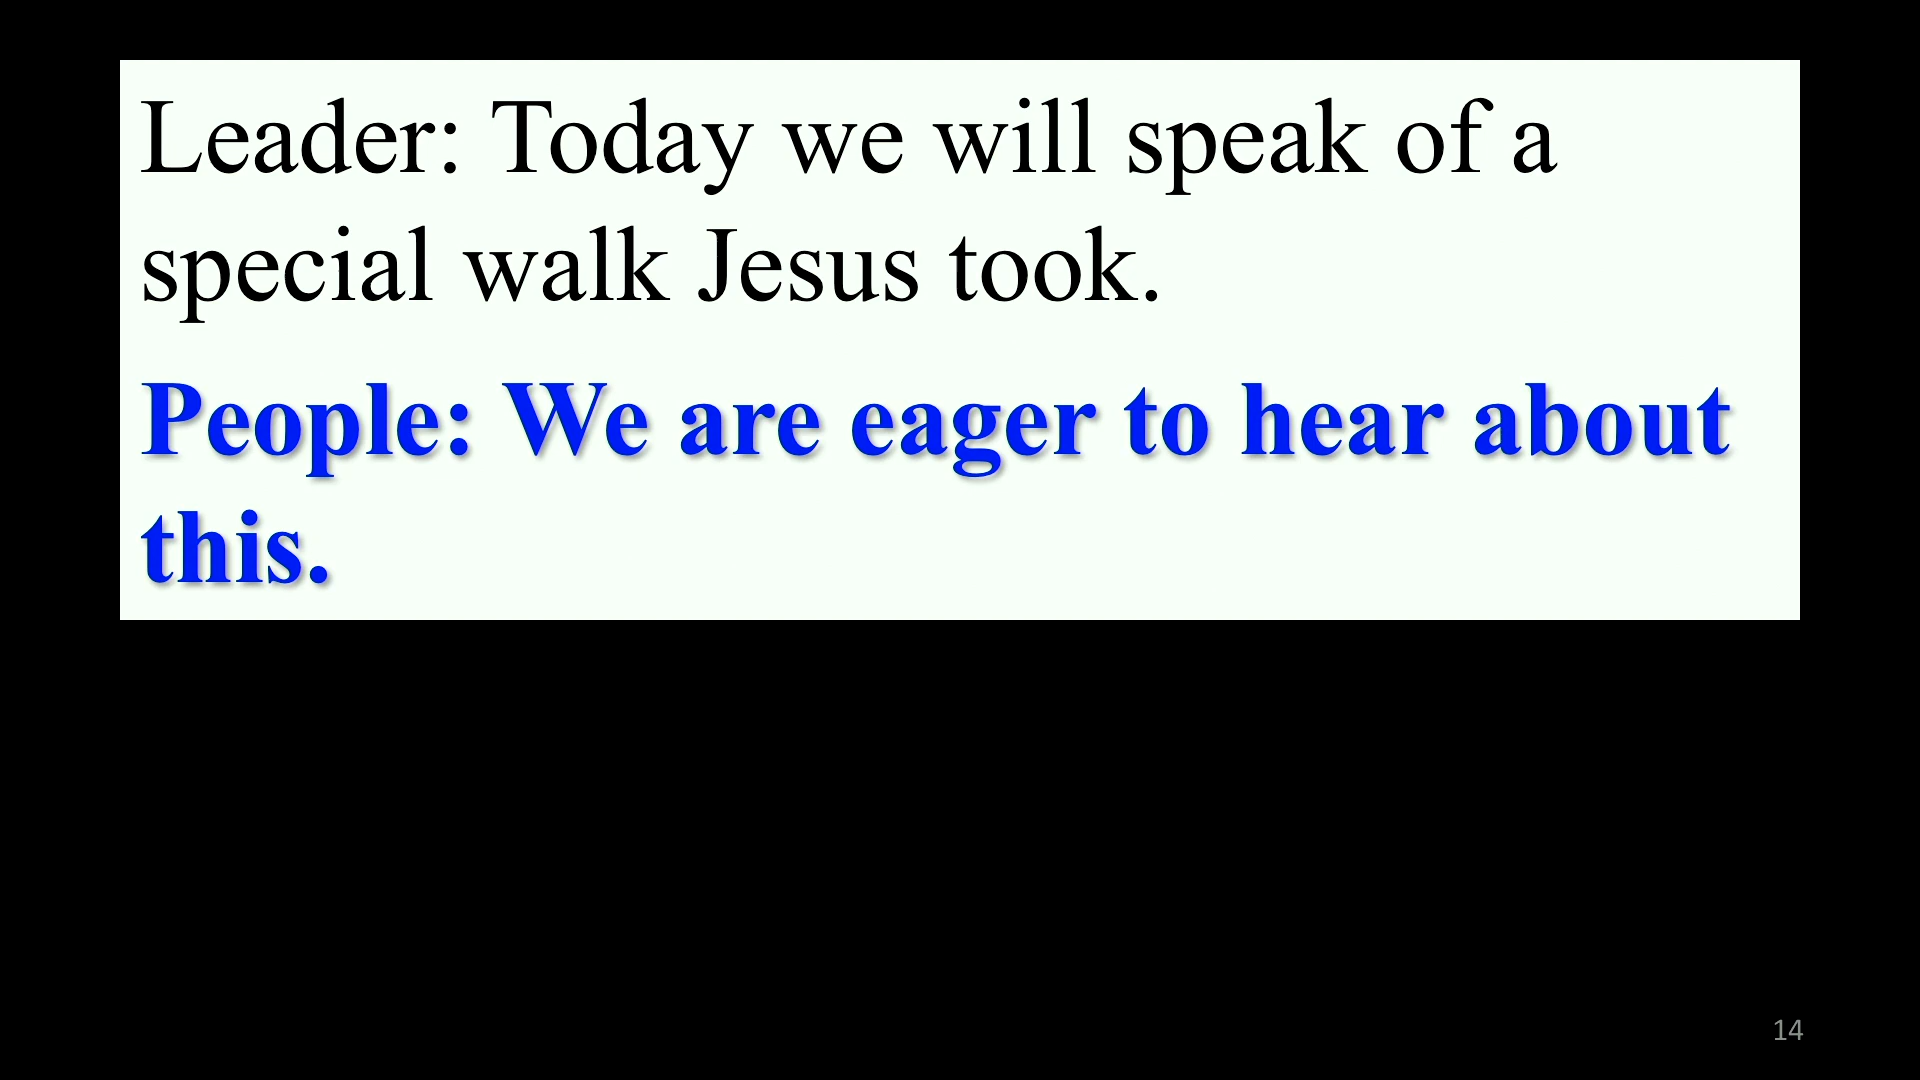 Leader: Today we will speak of a
special walk Jesus took.
People: We are eager to hear about
this.
14